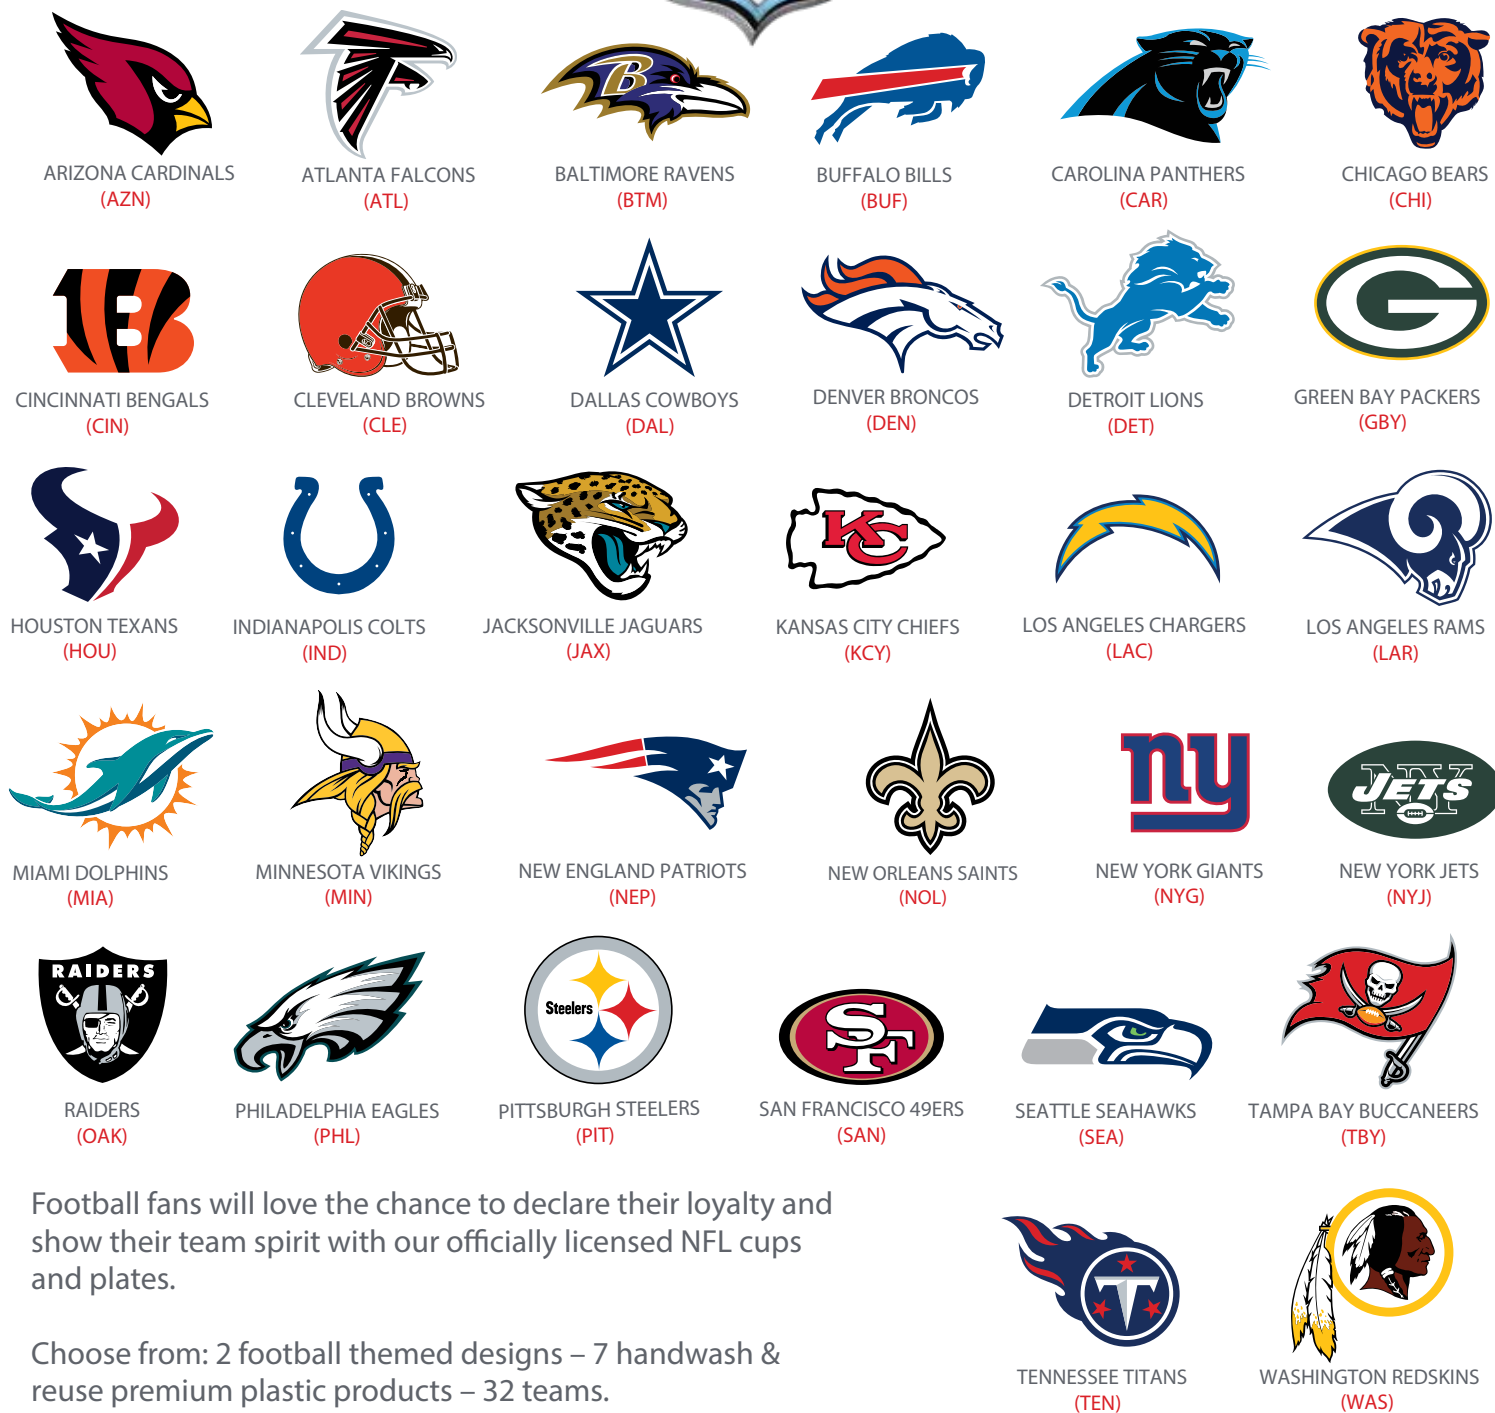 B
ARIZONA CARDINALS
(AZN)
ATLANTA FALCONS
(ATL)
BALTIMORE RAVENS
(BTM)
BUFFALO BILLS
(BUF)
CAROLINA PANTHERS
(CAR)
CHICAGO BEARS
(CHI)
B
G
CINCINNATI BENGALS
(CIN)
CLEVELAND BROWNS
(CLE)
DALLAS COWBOYS
(DAL)
DENVER BRONCOS
(DEN)
DETROIT LIONS
(DET)
GREEN BAY PACKERS
(GBY)
KC
HOUSTON TEXANS
(HOU)
INDIANAPOLIS COLTS
(IND)
JACKSONVILLE JAGUARS
(JAX)
KANSAS CITY CHIEFS
(KCY)
LOS ANGELES CHARGERS
(LAC)
LOS ANGELES RAMS
(LAR)
ny
NY
JETS
MIAMI DOLPHINS
(MIA)
MINNESOTA VIKINGS
(MIN)
NEW ENGLAND PATRIOTS
(NEP)
NEW ORLEANS SAINTS
(NOL)
NEW YORK GIANTS
(NYG)
NEW YORK JETS
(NYJ)
RAIDERS
Steelers
SF
RAIDERS
(OAK)
PHILADELPHIA EAGLES
(PHL)
PITTSBURGH STEELERS
(PIT)
SAN FRANCISCO 49ERS
(SAN)
SEATTLE SEAHAWKS
(SEA)
TAMPA BAY BUCCANEERS
(TBY)
Football fans will love the chance to declare their loyalty and
show their team spirit with our officially licensed NFL cups
and plates.
Choose from: 2 football themed designs – 7 handwash &
reuse premium plastic products – 32 teams.
T
TENNESSEE TITANS
(TEN)
WASHINGTON REDSKINS
(WAS)